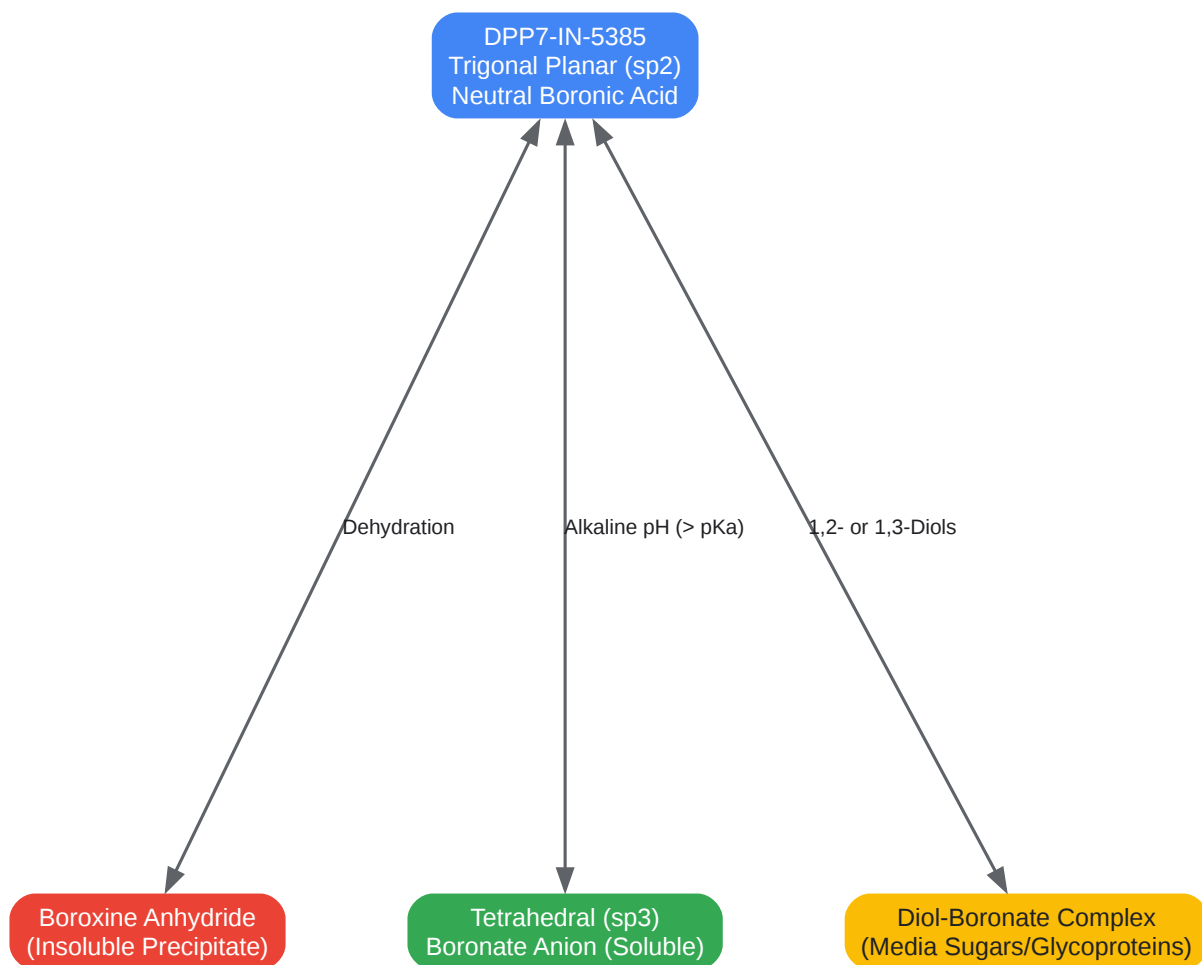 DPP7-IN-5385
Trigonal Planar (sp2)
Neutral Boronic Acid
Dehydration
Alkaline pH (> pKa)
1,2- or 1,3-Diols
Boroxine Anhydride
(Insoluble Precipitate)
Tetrahedral (sp3)
Boronate Anion (Soluble)
Diol-Boronate Complex
(Media Sugars/Glycoproteins)